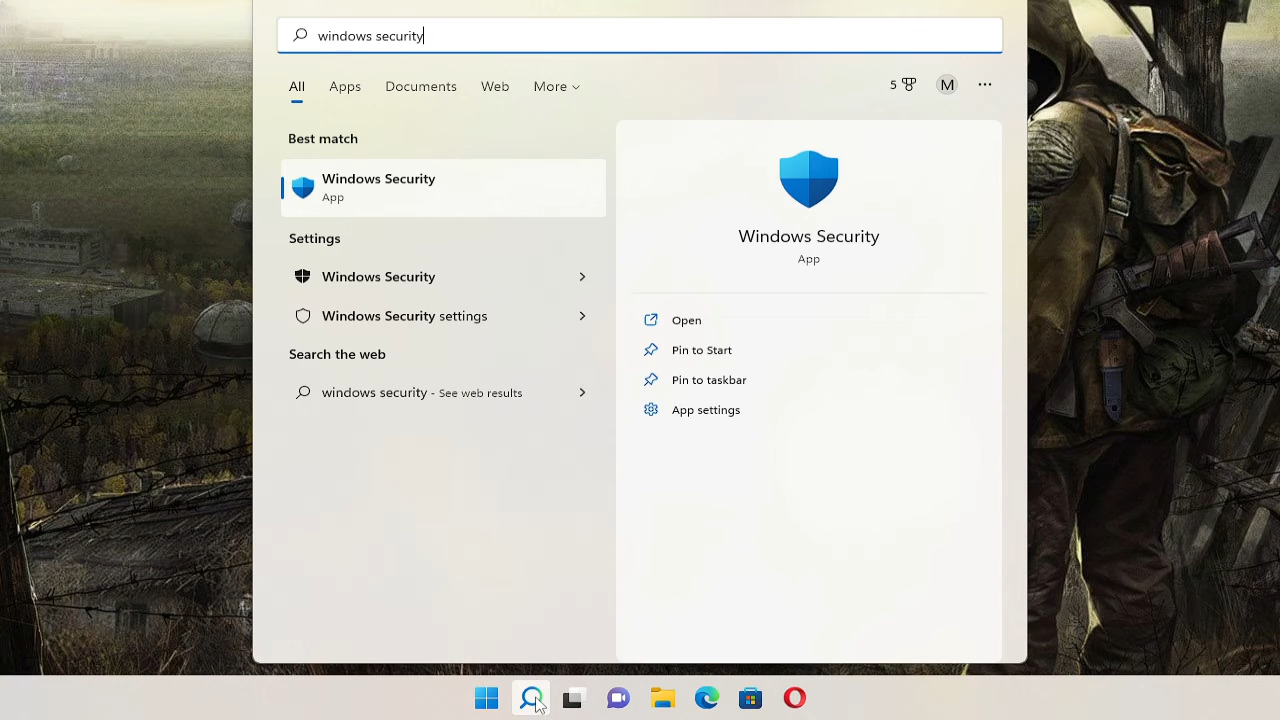 windows security
All Apps Documents Web More
5 M
Best match
Windows Security
App
Settings
Windows Security
Windows Security settings
Search the web
windows security - See web results
Windows Security
App
Open
Pin to Start
Pin to taskbar
App settings